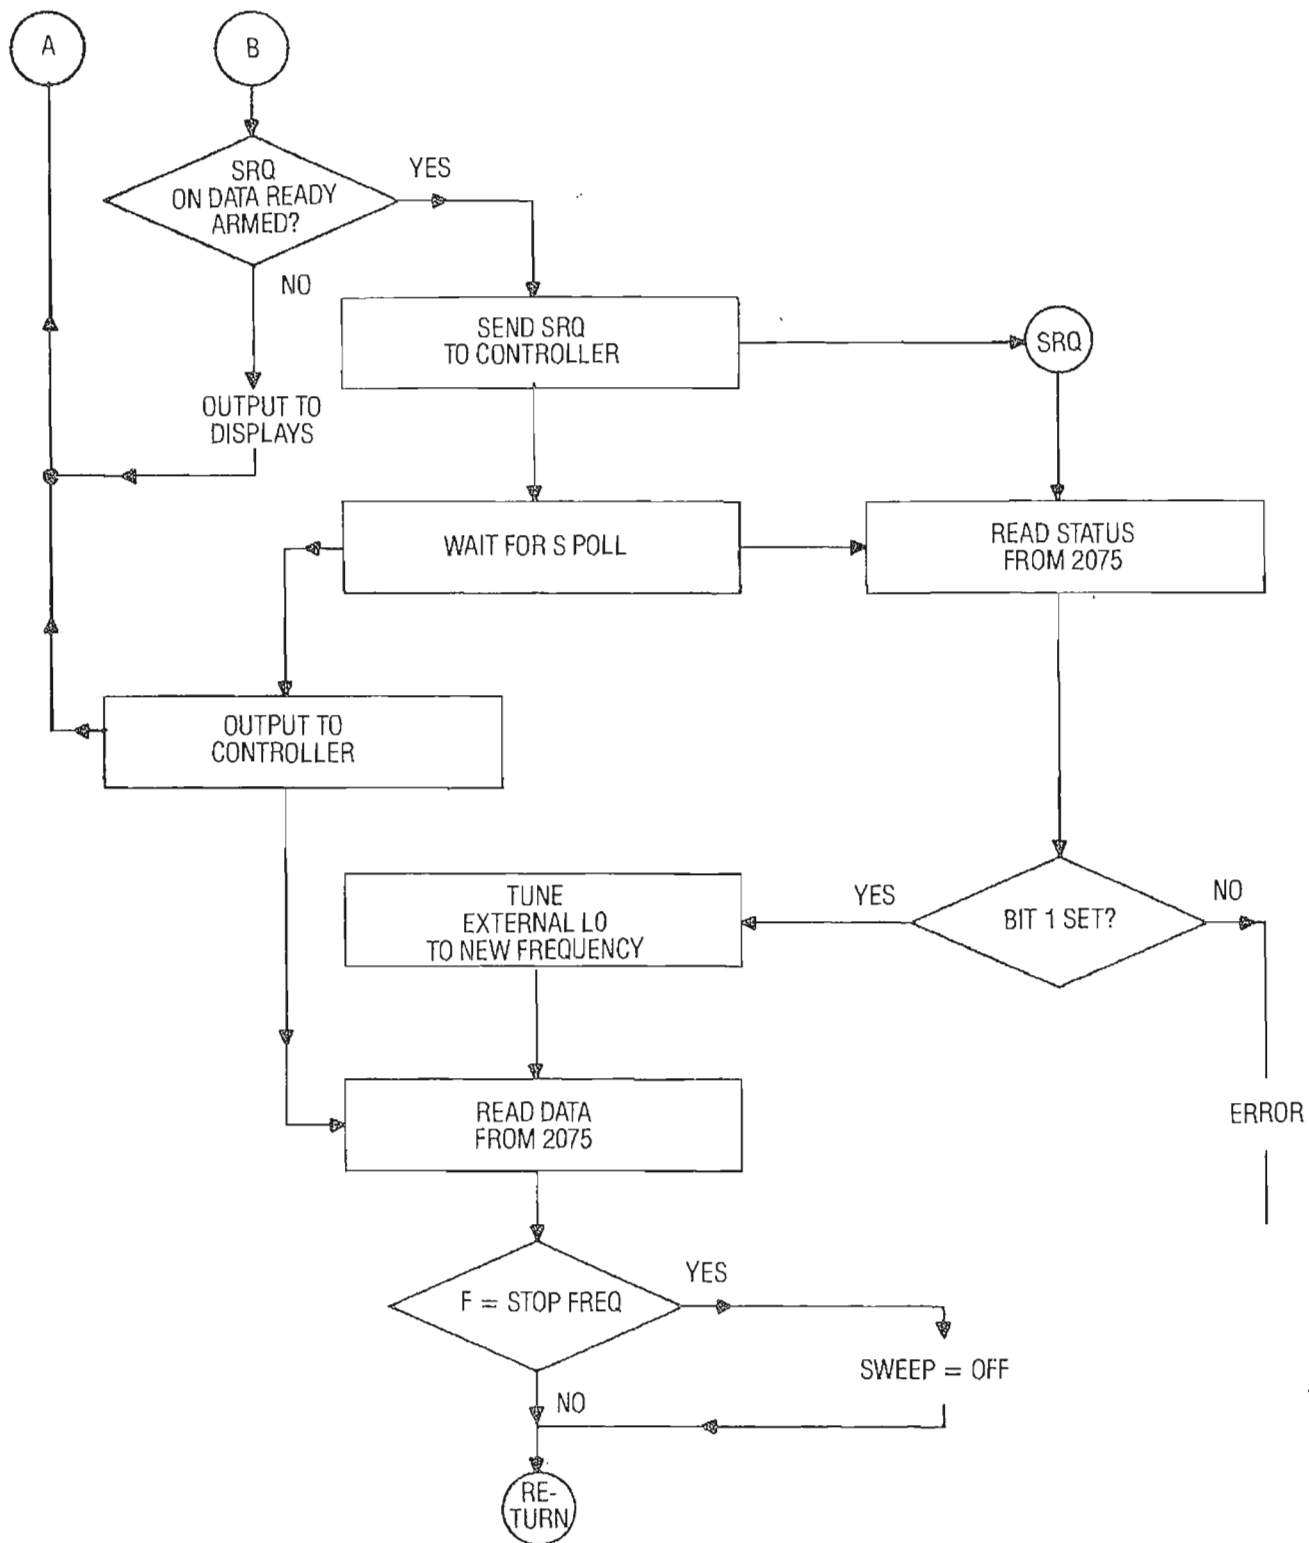 A
B
SRQ
ON DATA READY
ARMED?
YES
NO
SEND SRQ
TO CONTROLLER
SRQ
OUTPUT TO
DISPLAYS
WAIT FOR S POLL
READ STATUS
FROM 2075
OUTPUT TO
CONTROLLER
TUNE
EXTERNAL LO
TO NEW FREQUENCY
YES
BIT 1 SET?
NO
READ DATA
FROM 2075
ERROR
F = STOP FREQ
YES
SWEEP = OFF
NO
RE-
TURN